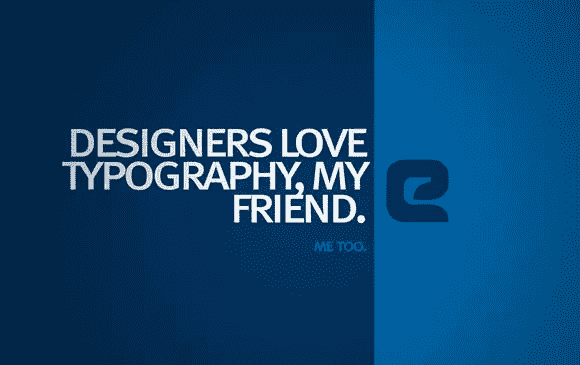 DESIGNERS LOVE
TYPOGRAPHY, MY
FRIEND.
ME TOO.
e